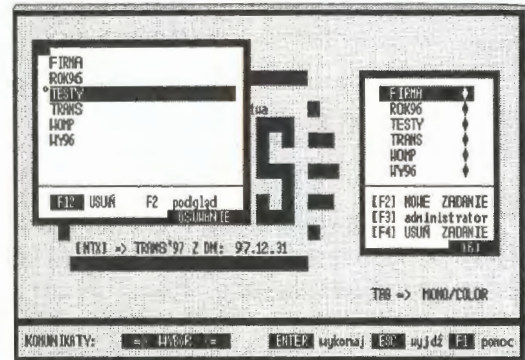 FIRMA
ROK96
TESTY
TRANS
WOMP
WY96
F12 USUŃ F2 podgląd
USUWANIE
ENTX] => TRANS'97 Z DN: 97.12.31
FIRMA
ROK96
TESTY
TRANS
WOMP
WY96
[F2] NOWE ZADANIE
[F3] administrator
[F4] USUŃ ZADANIE
[6]
TAB => MONO/COLOR
KOMUNIKATY: = WYBÓR = ENTER wykonaj ESC wyjdź F1 pomoc